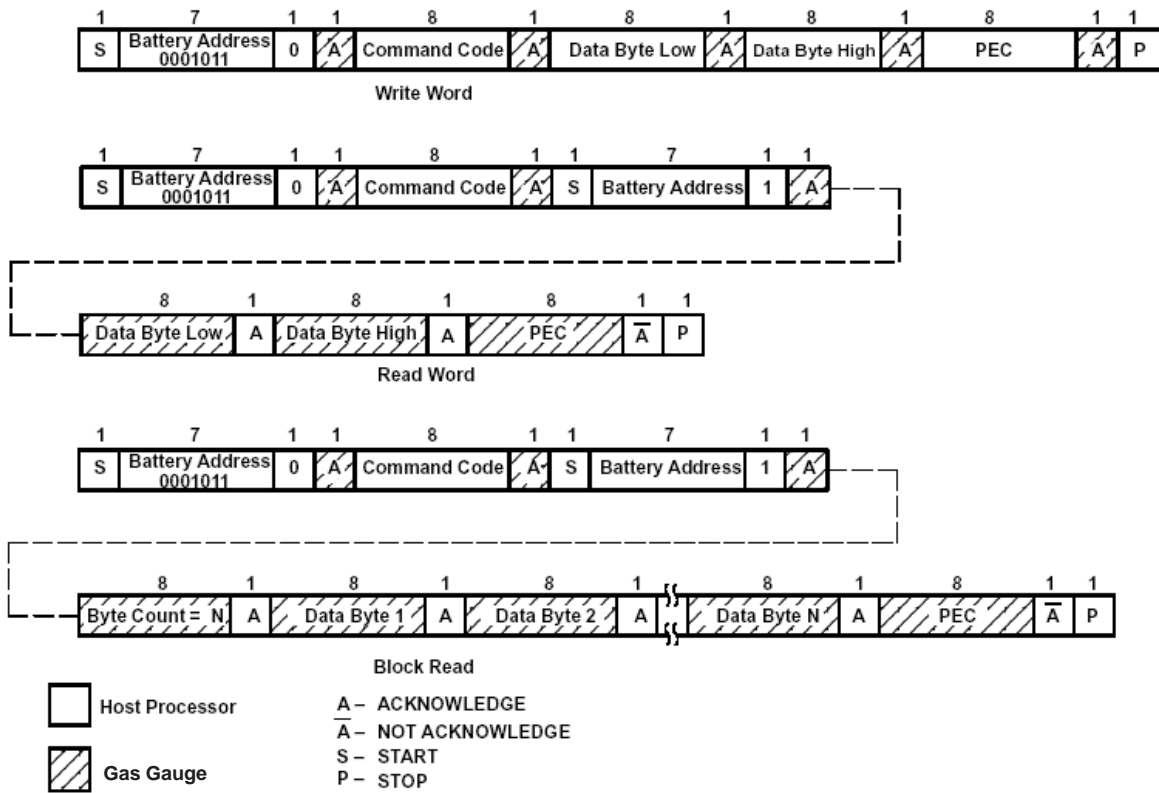 1 7 1 1 8 1 8 1 8 1 8 1 1
S Battery Address 0001011 0 A Command Code A Data Byte Low A Data Byte High A PEC A P
Write Word
1 7 1 1 8 1 1 7 1 1
S Battery Address 0001011 0 A Command Code A S Battery Address 1 A
8 1 8 1 8 1 1
Data Byte Low A Data Byte High A PEC A̅ P
Read Word
1 7 1 1 8 1 1 7 1 1
S Battery Address 0001011 0 A Command Code A S Battery Address 1 A
8 1 8 1 8 1 8 1 8 1 1
Byte Count = N A Data Byte 1 A Data Byte 2 A Data Byte N A PEC A̅ P
Block Read
Host Processor
Gas Gauge
A – ACKNOWLEDGE
A̅ – NOT ACKNOWLEDGE
S – START
P – STOP